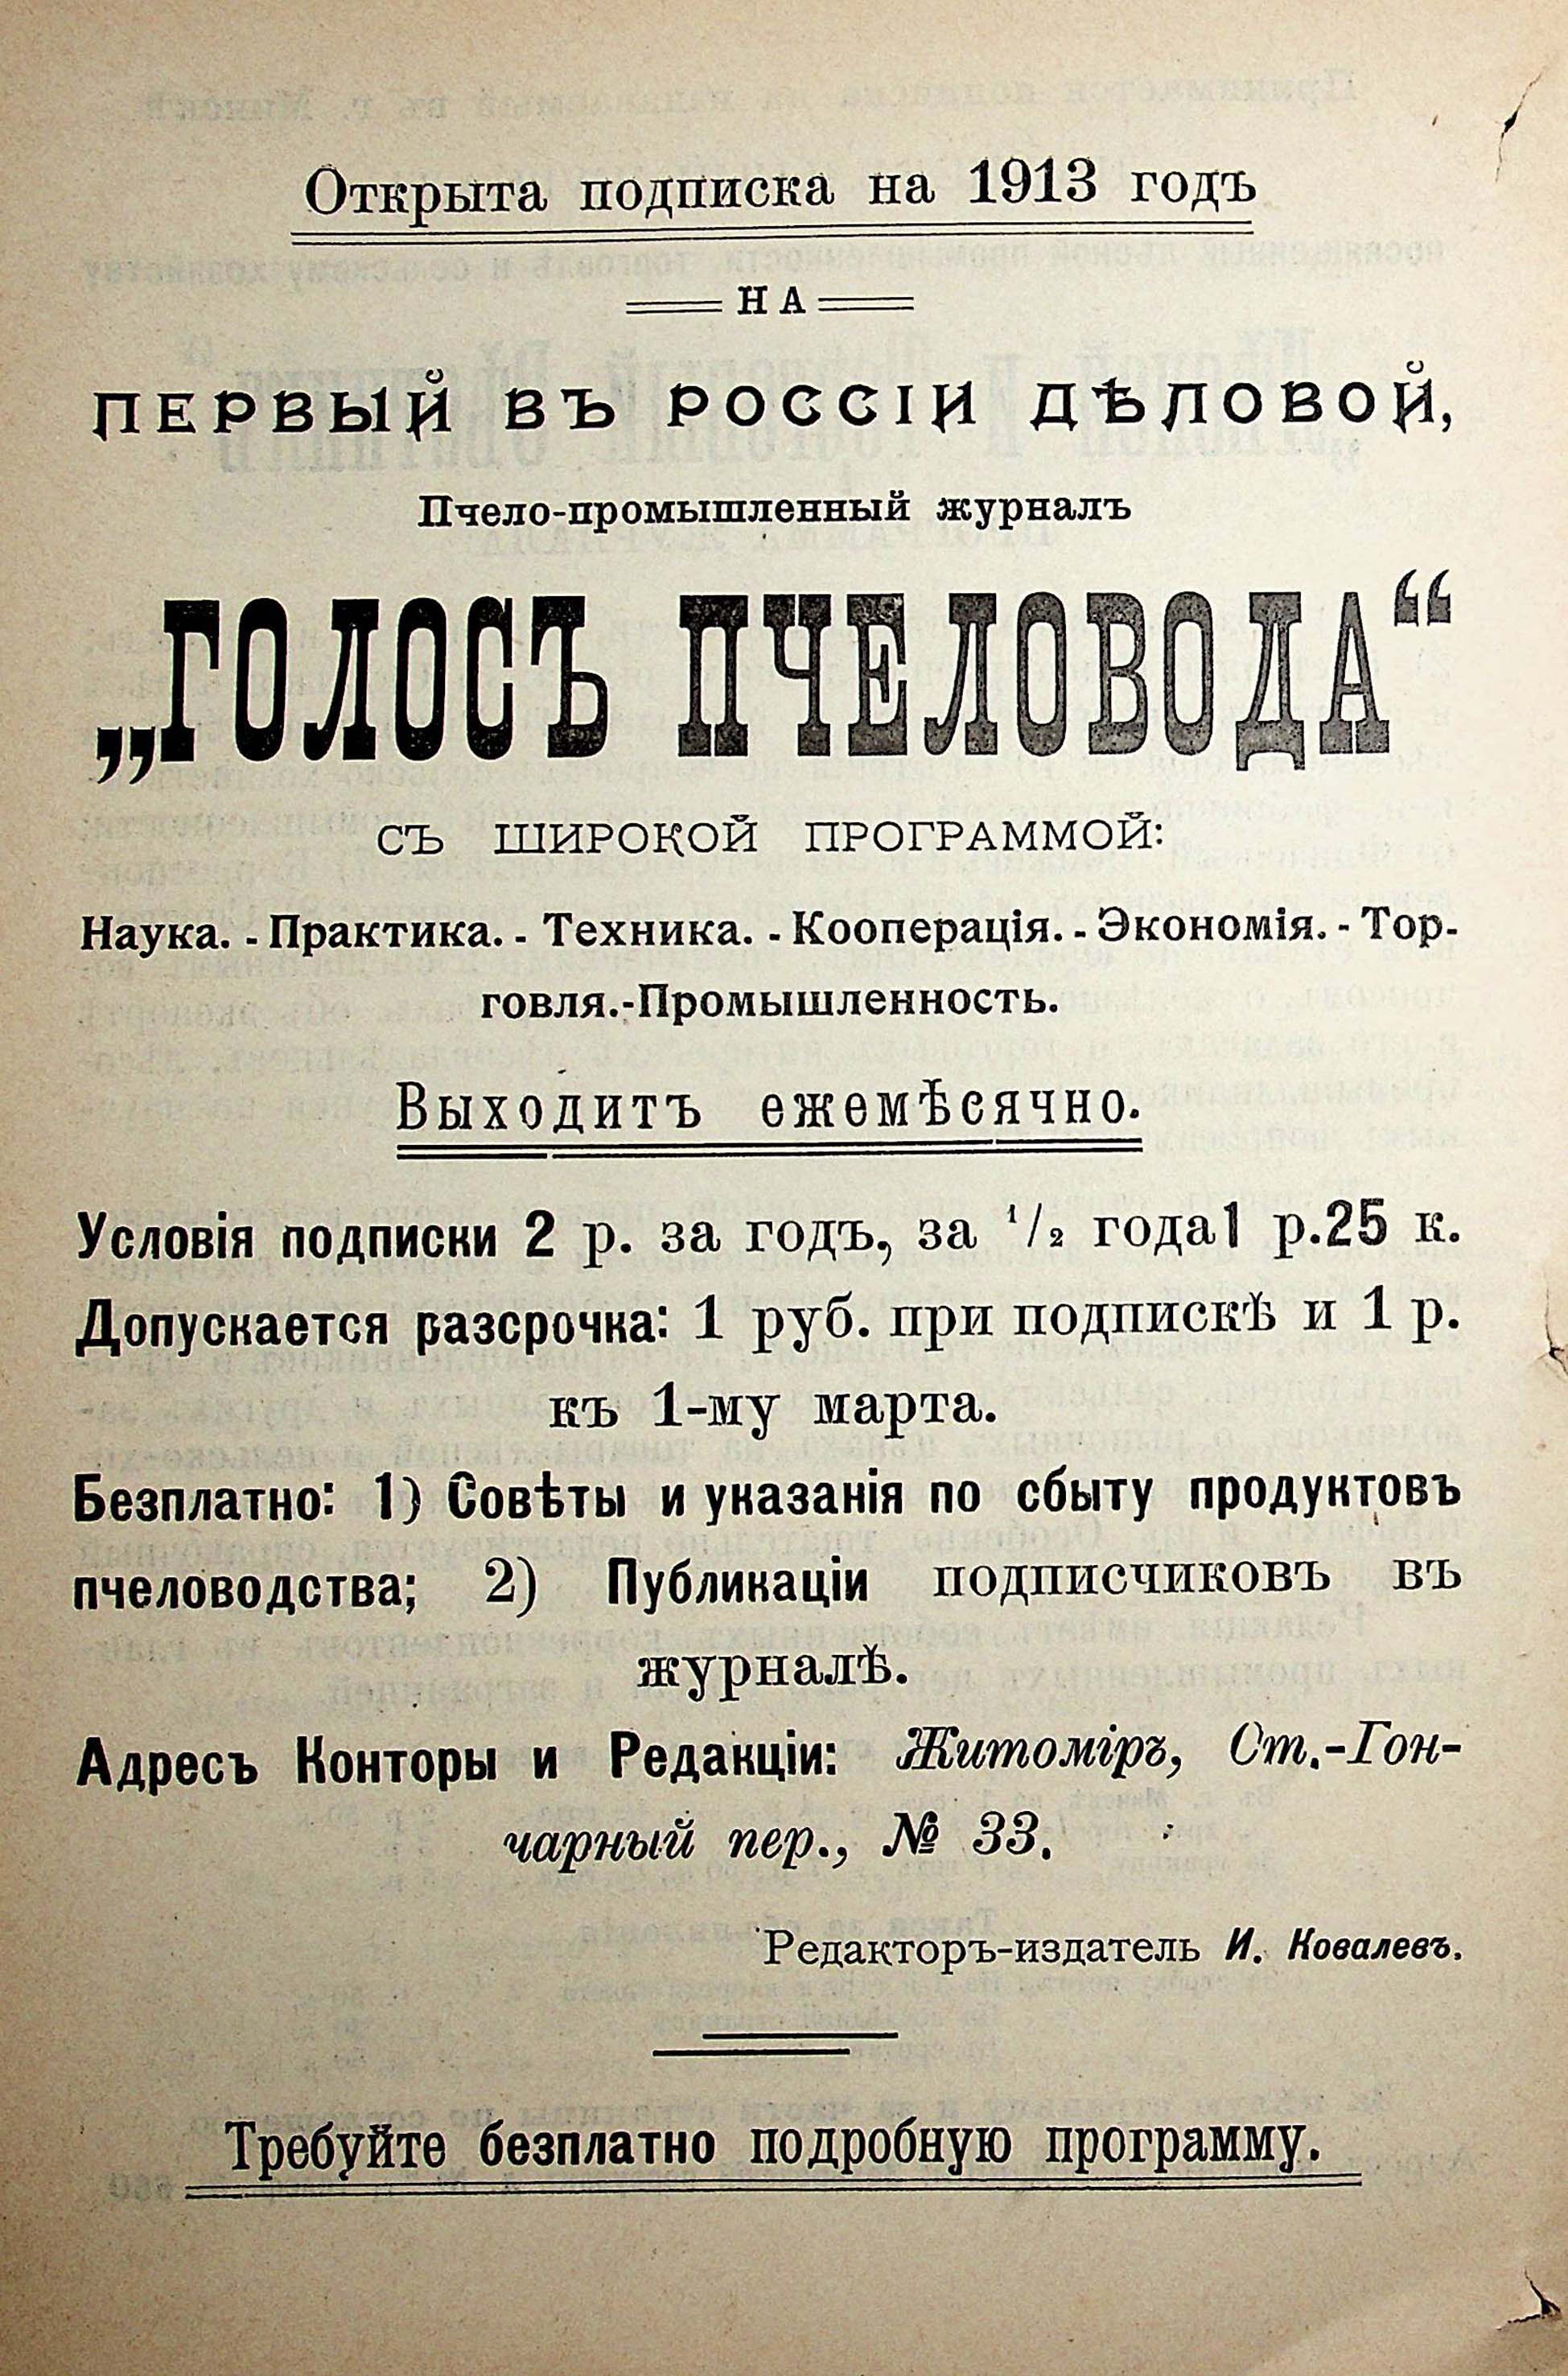 Открыта подписка на 1913 годъ
НА
ПЕРВЫЙ ВЪ РОССІИ ДѢЛОВОЙ,
Пчело-промышленный журналъ
„ГОЛОСЪ ПЧЕЛОВОДА“
СЪ ШИРОКОЙ ПРОГРАММОЙ:
Наука. - Практика. - Техника. - Кооперація. - Экономія. - Тор-
говля.-Промышленность.
Выходитъ ежемѣсячно.
Условія подписки 2 р. за годъ, за 1/2 года 1 р. 25 к.
Допускается разсрочка: 1 руб. при подпискѣ и 1 р.
къ 1-му марта.
Безплатно: 1) Совѣты и указанія по сбыту продуктовъ
пчеловодства; 2) Публикаціи подписчиковъ въ
журналѣ.
Адресъ Конторы и Редакціи: Житоміръ, Ст.-Гон-
чарный пер., № 33.
Редакторъ-издатель И. Ковалевъ.
Требуйте безплатно подробную программу.